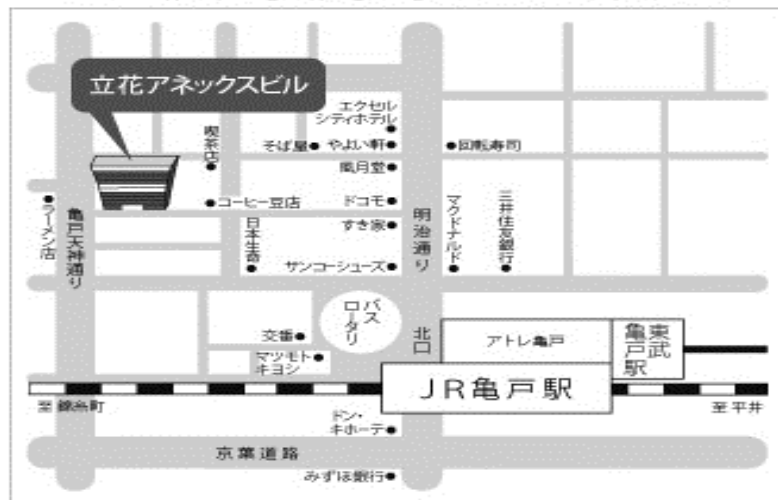 立花アネックスビル
エクセル
シティホテル
喫茶店
そば屋
やよい軒
回転寿司
風月堂
コーヒー豆店
ドコモ
ラーメン店
亀戸天神通り
日本生命
すき家
明治通り
マクドナルド
三井住友銀行
サンコーシューズ
バス
ロータリ
北口
交番
アトレ亀戸
東武
亀戸駅
マツモト
キヨシ
JR亀戸駅
至 錦糸町
至 平井
ドン・
キホーテ
京葉道路
みずほ銀行